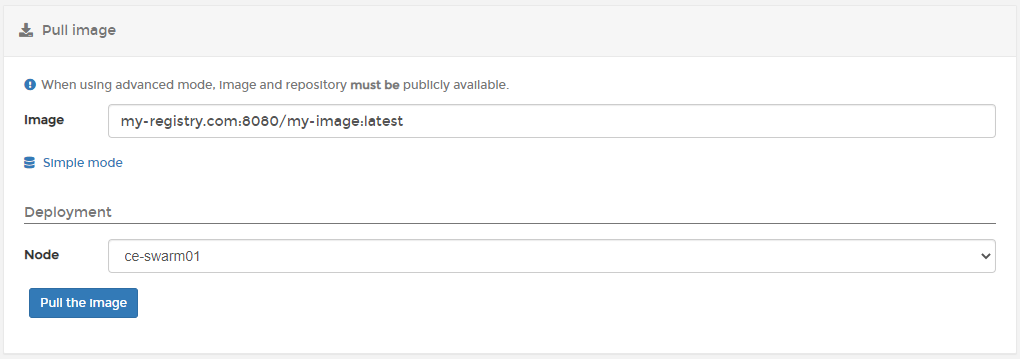 Pull image
When using advanced mode, image and repository must be publicly available.
Image my-registry.com:8080/my-image:latest
Simple mode
Deployment
Node ce-swarm01
Pull the image